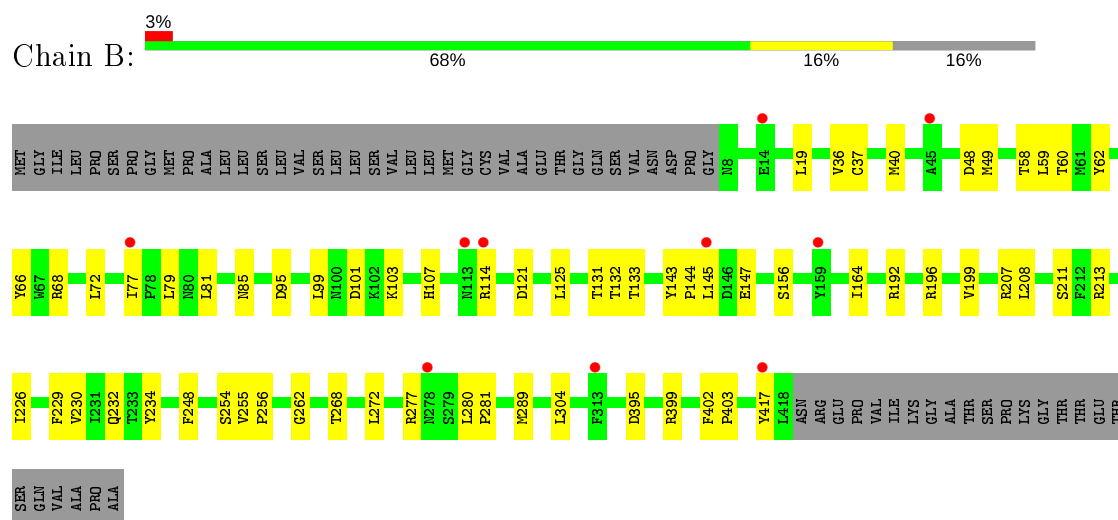 3%
Chain B:
68% 16% 16%
MET GLY ILE LEU PRO SER PRO GLY MET PRO ALA LEU LEU SER LEU VAL SER LEU LEU SER VAL LEU LEU MET GLY CYS VAL ALA GLU THR GLY GLN SER VAL ASN ASP PRO GLY N8 E14 L19 V36 C37 M40 A45 D48 M49 T58 L59 T60 M61 Y62
Y66 W67 R68 L72 I77 P78 L79 N80 L81 N85 D95 L99 N100 D101 K102 K103 H107 N113 R114 D121 L125 T131 T132 T133 Y143 P144 L145 D146 E147 S156 Y159 I164 R192 R196 V199 R207 L208 S211 F212 R213
I226 F229 V230 I231 Q232 T233 Y234 F248 S254 V255 P256 G262 T268 L272 R277 N278 S279 L280 P281 M289 L304 F313 D395 R399 F402 P403 Y417 L418 ASN ARG GLU PRO VAL ILE LYS GLY ALA THR SER PRO LYS GLY THR THR GLU THR
SER GLN VAL ALA PRO ALA